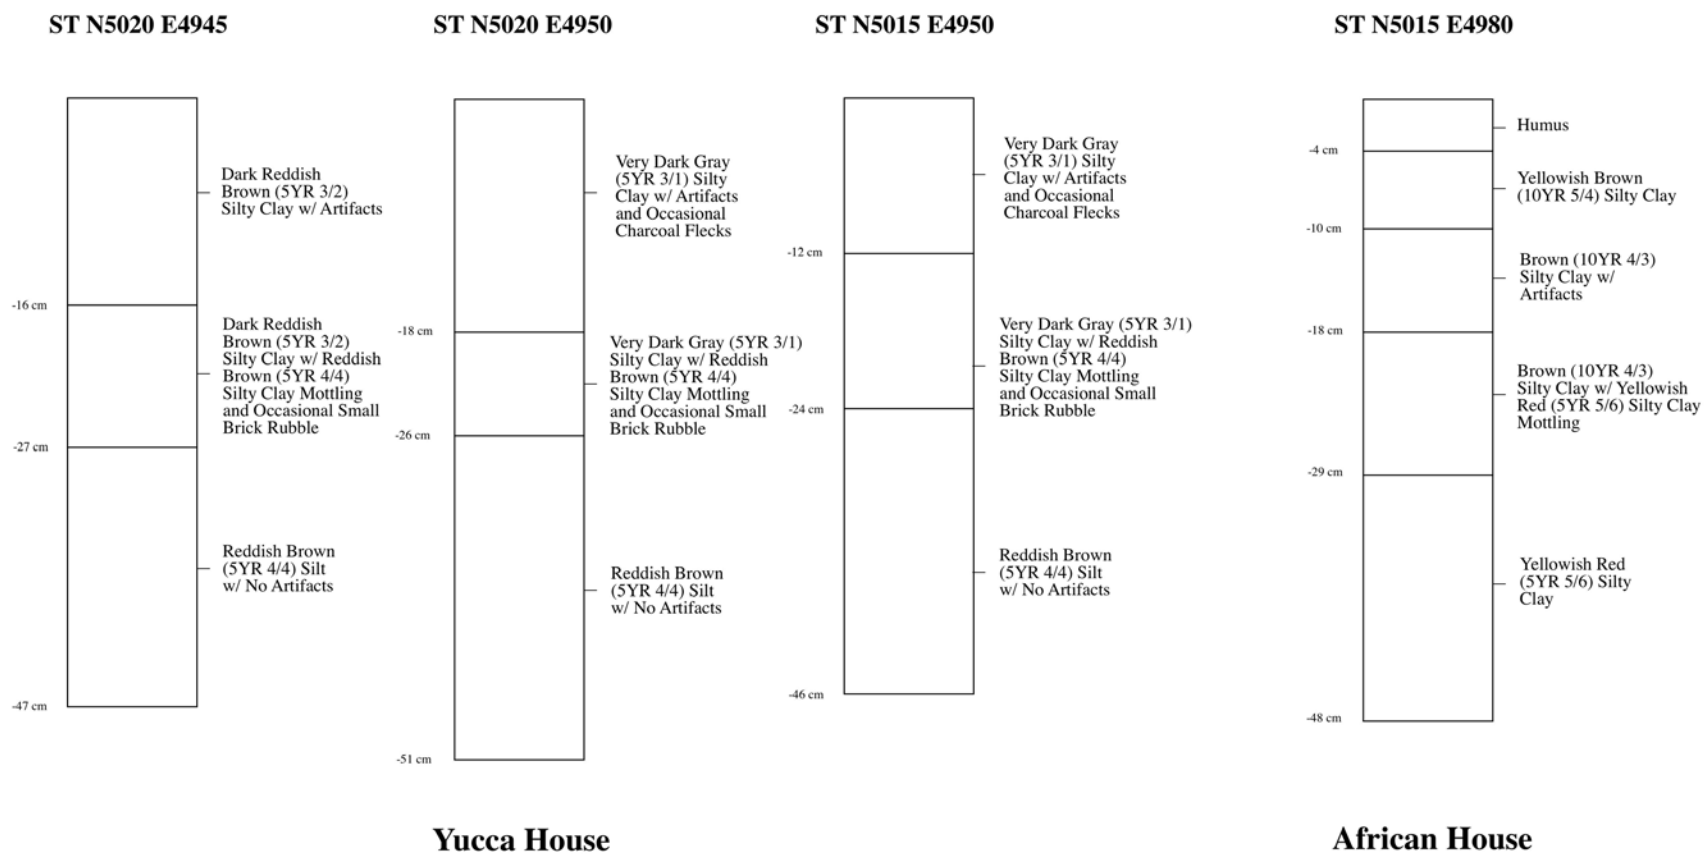 ST N5020 E4945
Dark Reddish
Brown (5YR 3/2)
Silty Clay w/ Artifacts
-16 cm
Dark Reddish
Brown (5YR 3/2)
Silty Clay w/ Reddish
Brown (5YR 4/4)
Silty Clay Mottling
and Occasional Small
Brick Rubble
-27 cm
Reddish Brown
(5YR 4/4) Silt
w/ No Artifacts
-47 cm
ST N5020 E4950
Very Dark Gray
(5YR 3/1) Silty
Clay w/ Artifacts
and Occasional
Charcoal Flecks
-18 cm
Very Dark Gray (5YR 3/1)
Silty Clay w/ Reddish
Brown (5YR 4/4)
Silty Clay Mottling
and Occasional Small
Brick Rubble
-26 cm
Reddish Brown
(5YR 4/4) Silt
w/ No Artifacts
-51 cm
ST N5015 E4950
Very Dark Gray
(5YR 3/1) Silty
Clay w/ Artifacts
and Occasional
Charcoal Flecks
-12 cm
Very Dark Gray (5YR 3/1)
Silty Clay w/ Reddish
Brown (5YR 4/4)
Silty Clay Mottling
and Occasional Small
Brick Rubble
-24 cm
Reddish Brown
(5YR 4/4) Silt
w/ No Artifacts
-46 cm
Yucca House
ST N5015 E4980
Humus
-4 cm
Yellowish Brown
(10YR 5/4) Silty Clay
-10 cm
Brown (10YR 4/3)
Silty Clay w/
Artifacts
-18 cm
Brown (10YR 4/3)
Silty Clay w/ Yellowish
Red (5YR 5/6) Silty Clay
Mottling
-29 cm
Yellowish Red
(5YR 5/6) Silty
Clay
-48 cm
African House